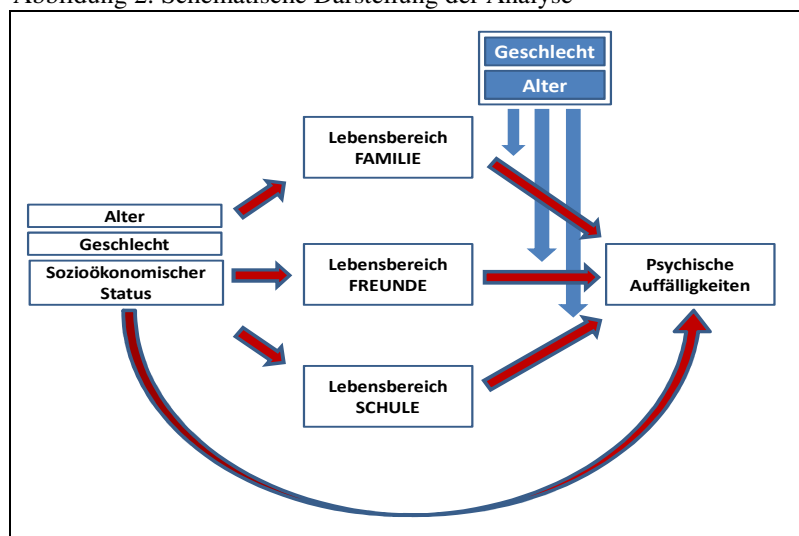 Abbildung 2: Schematische Darstellung der Analyse
Geschlecht
Alter
Lebensbereich
FAMILIE
Alter
Geschlecht
Sozioökonomischer
Status
Lebensbereich
FREUNDE
Psychische
Auffälligkeiten
Lebensbereich
SCHULE